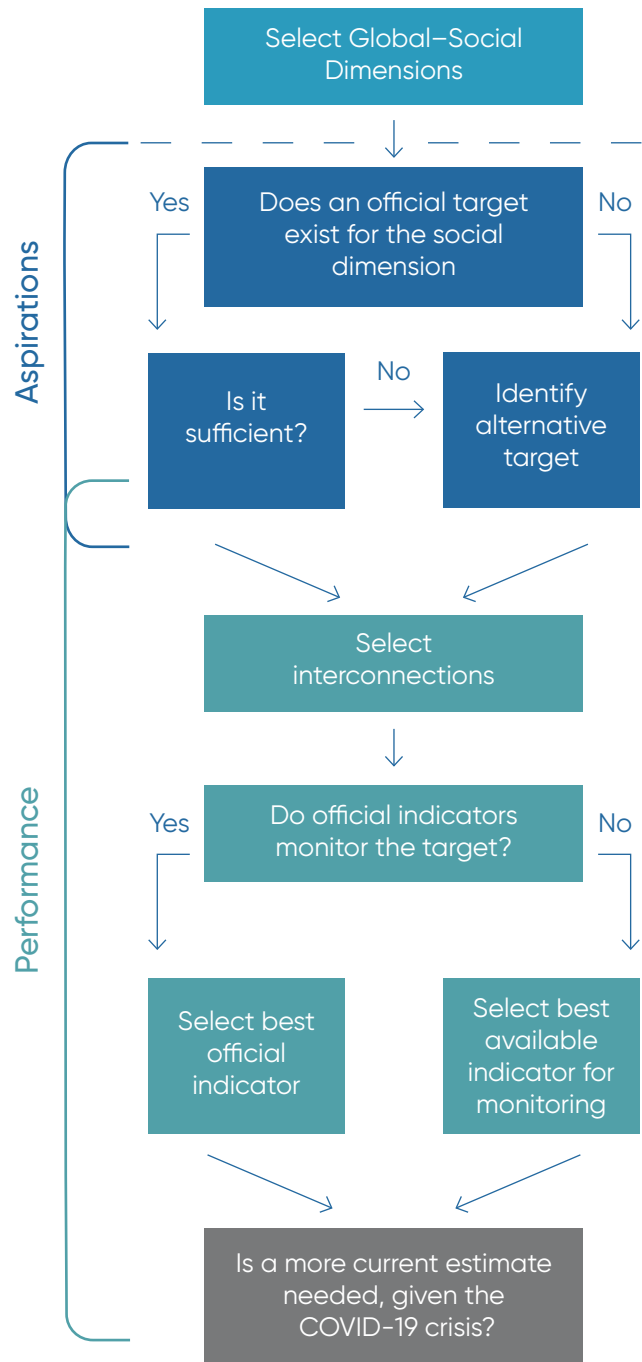 Select Global–Social
Dimensions
Aspirations
Yes
Does an official target
exist for the social
dimension
No
Is it
sufficient?
No
Identify
alternative
target
Performance
Select
interconnections
Yes
Do official indicators
monitor the target?
No
Select best
official
indicator
Select best
available
indicator for
monitoring
Is a more current estimate
needed, given the
COVID-19 crisis?